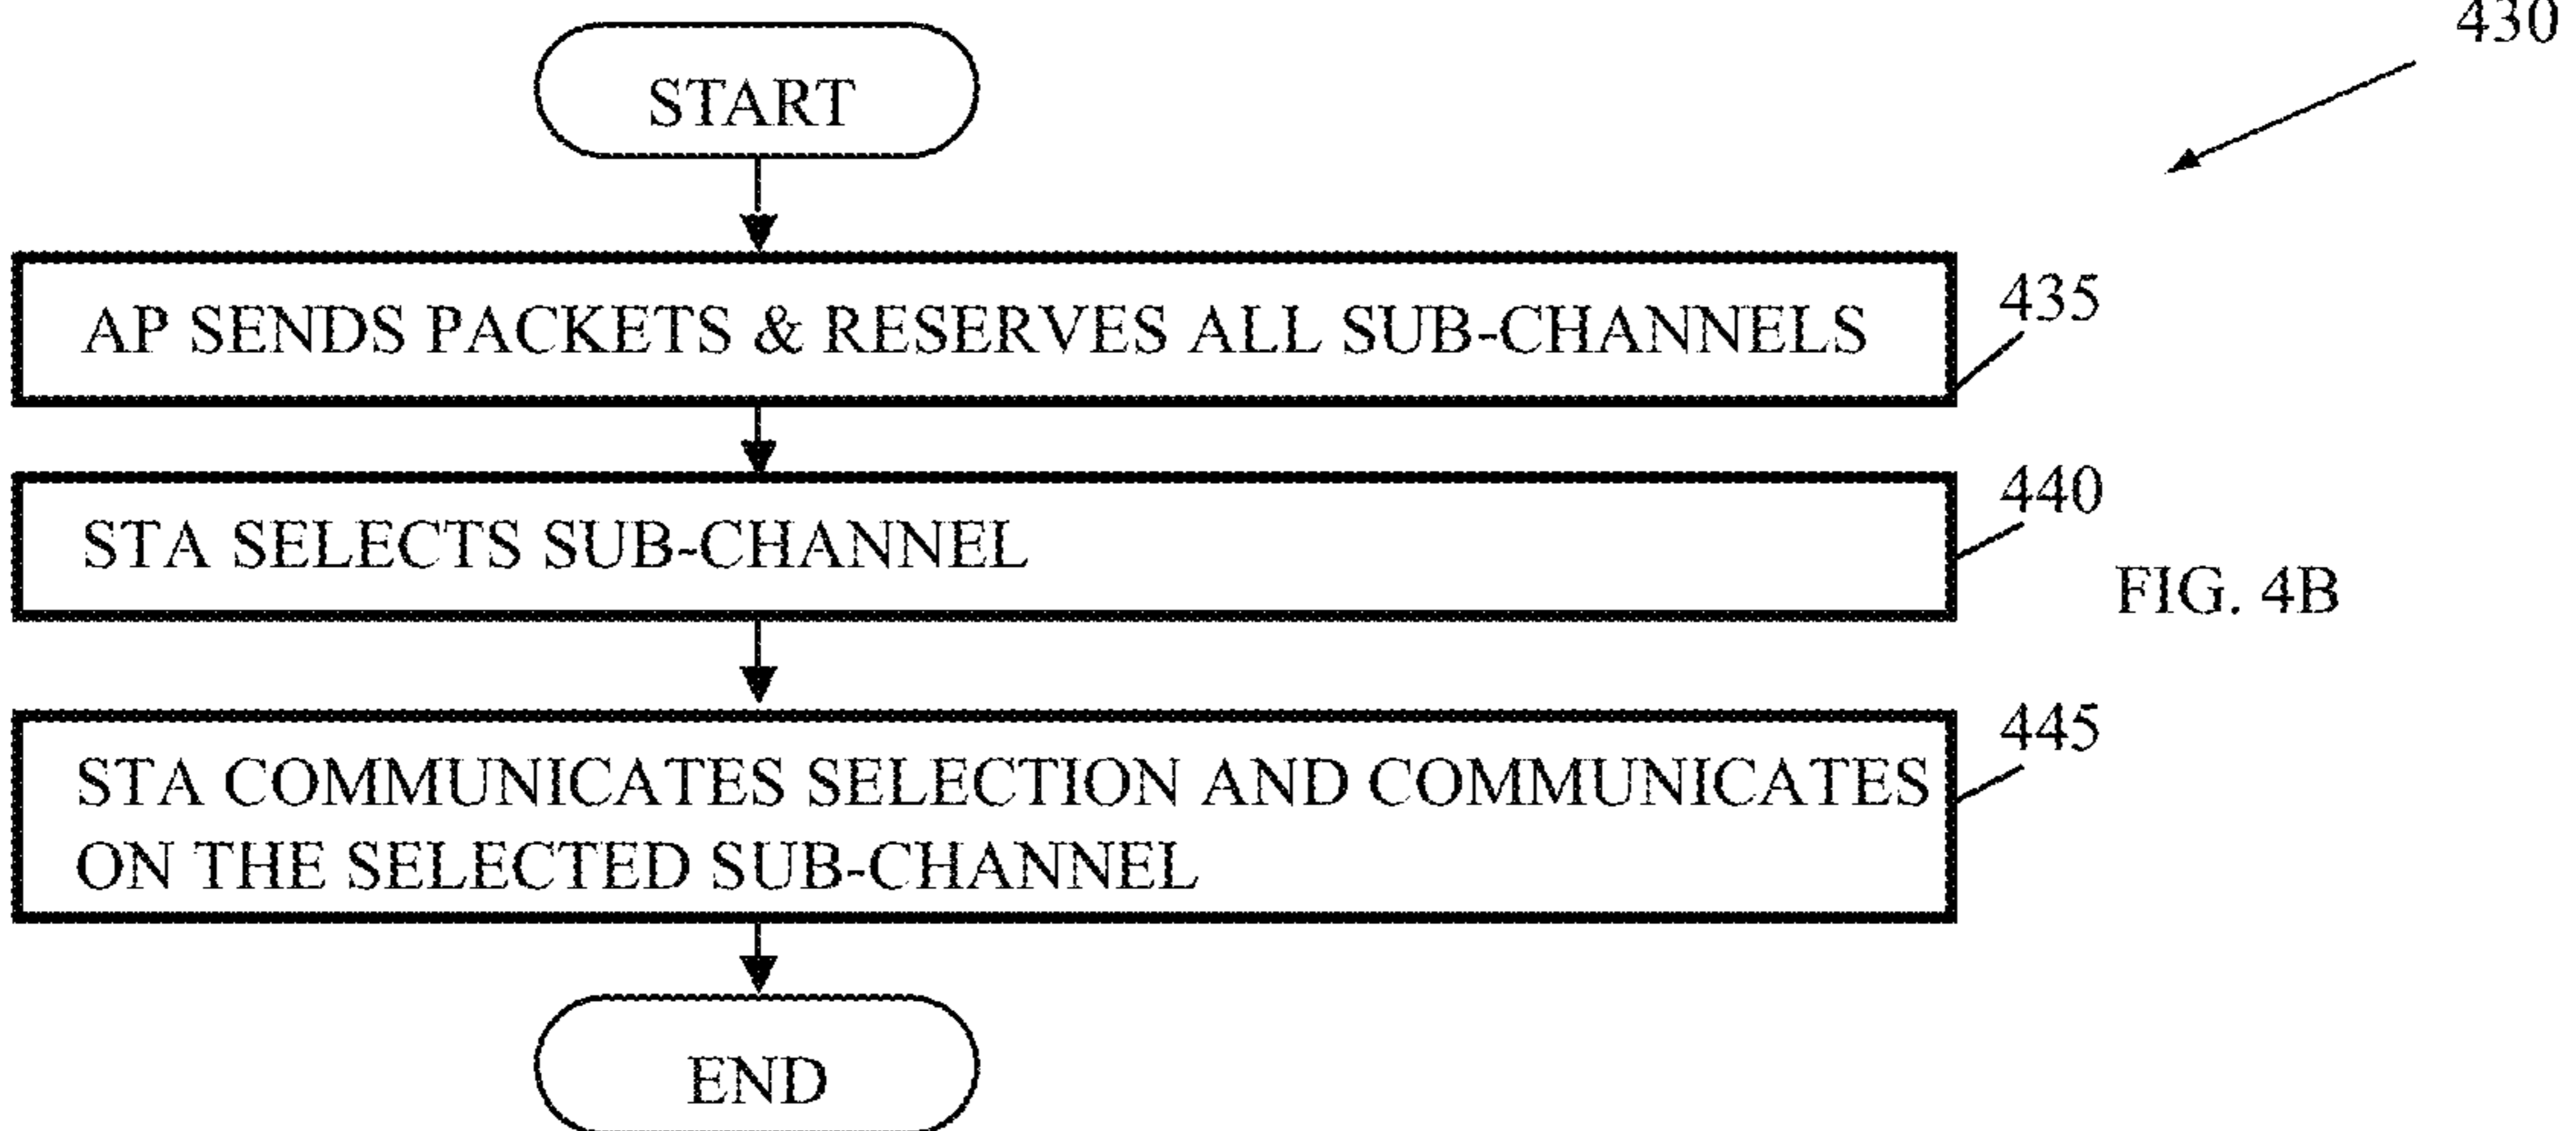 430
START
AP SENDS PACKETS & RESERVES ALL SUB-CHANNELS
435
STA SELECTS SUB-CHANNEL
440
FIG. 4B
STA COMMUNICATES SELECTION AND COMMUNICATES
ON THE SELECTED SUB-CHANNEL
445
END